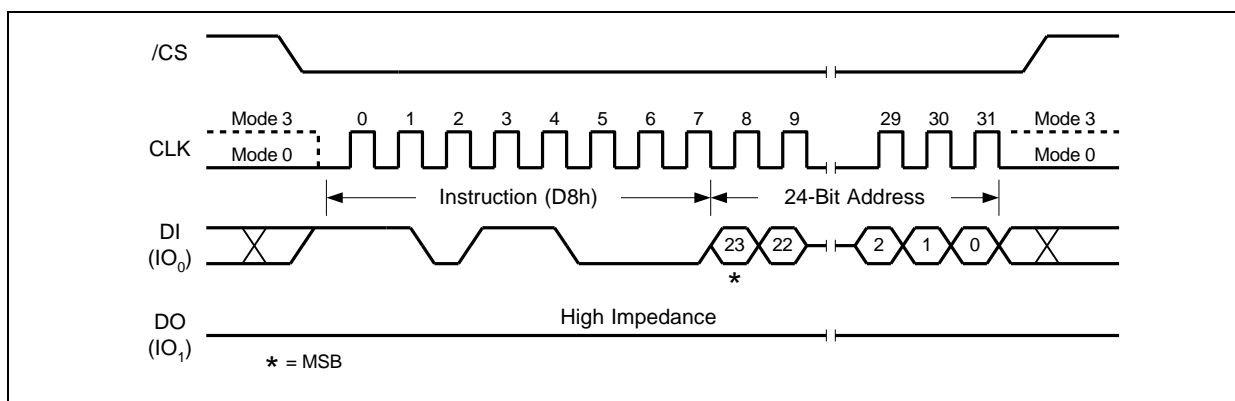 /CS
Mode 3
0 1 2 3 4 5 6 7 8 9 29 30 31
Mode 3
CLK
Mode 0
Mode 0
Instruction (D8h)
24-Bit Address
DI
(IO0)
23 22 2 1 0
*
DO
(IO1)
High Impedance
* = MSB